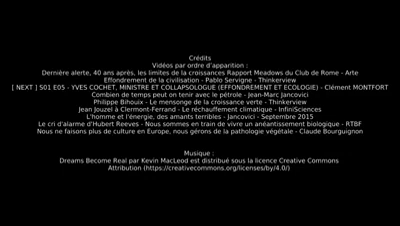 Crédits
Vidéos par ordre d'apparition :
Dernière alerte, 40 ans après, les limites de la croissances Rapport Meadows du Club de Rome - Arte
Effondrement de la civilisation - Pablo Servigne - Thinkerview
[ NEXT ] S01 E05 - YVES COCHET, MINISTRE ET COLLAPSOLOGUE (EFFONDREMENT ET ECOLOGIE) - Clément MONTFORT
Combien de temps peut on tenir avec le pétrole - Jean-Marc Jancovici
Philippe Bihouix - Le mensonge de la croissance verte - Thinkerview
Jean Jouzel à Clermont-Ferrand - Le réchauffement climatique - InfiniSciences
L'homme et l'énergie, des amants terribles - Jancovici - Septembre 2015
Le cri d'alarme d'Hubert Reeves - Nous sommes en train de vivre un anéantissement biologique - RTBF
Nous ne faisons plus de culture en Europe, nous gérons de la pathologie végétale - Claude Bourguignon
Musique :
Dreams Become Real par Kevin MacLeod est distribué sous la licence Creative Commons
Attribution (https://creativecommons.org/licenses/by/4.0/)